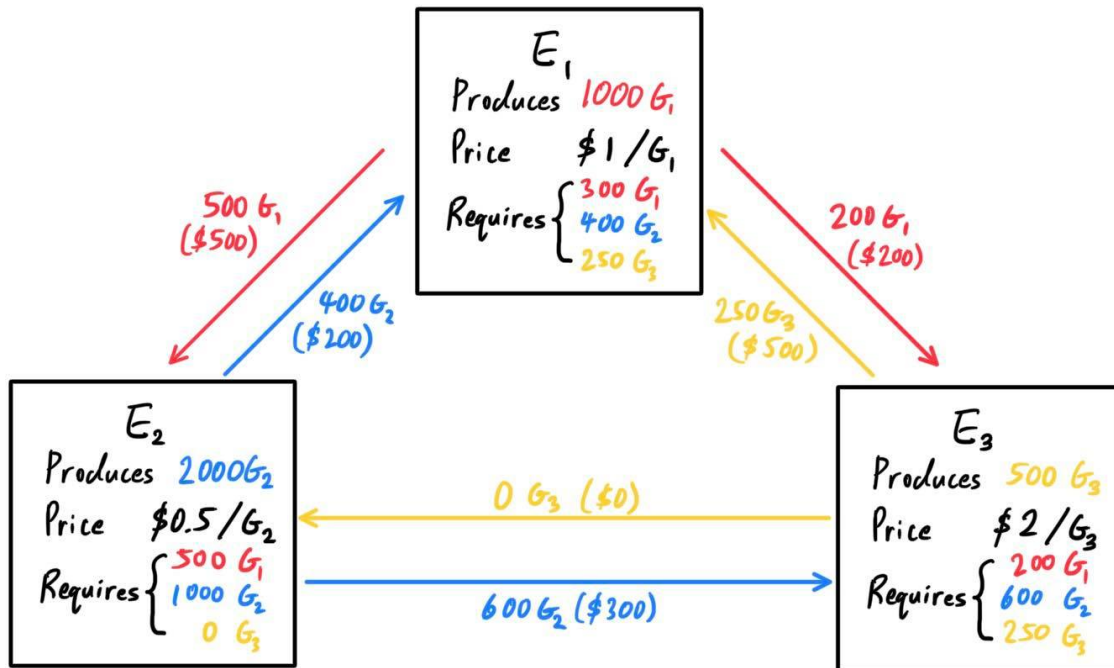 E₁
Produces 1000 G₁
Price $1/G₁
Requires { 300 G₁
400 G₂
250 G₃
500 G₁
($500)
400 G₂
($200)
200 G₁
($200)
250 G₃
($500)
E₂
Produces 2000G₂
Price $0.5/G₂
Requires { 500 G₁
1000 G₂
0 G₃
0 G₃ ($0)
600 G₂ ($300)
E₃
Produces 500 G₃
Price $2/G₃
Requires { 200 G₁
600 G₂
250 G₃